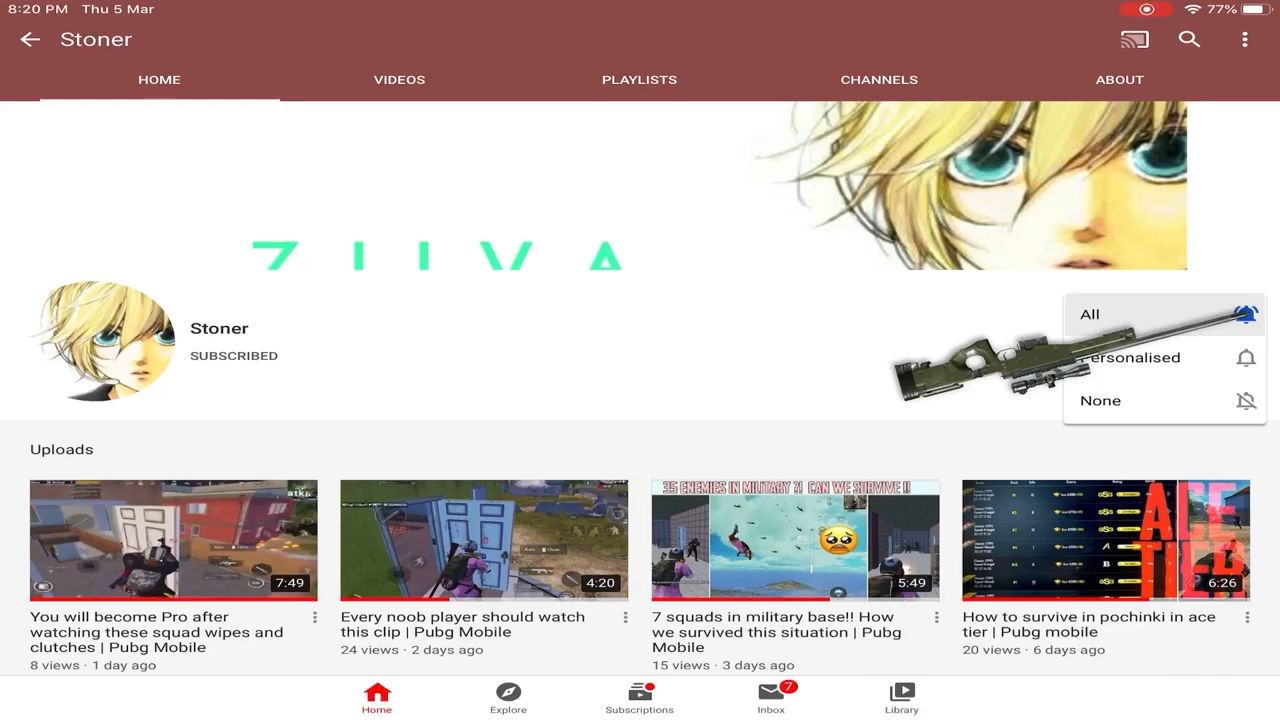 8:20 PM Thu 5 Mar
77%
Stoner
HOME VIDEOS PLAYLISTS CHANNELS ABOUT
Stoner
SUBSCRIBED
All
Personalised
None
Uploads
35 ENEMIES IN MILITARY ?! CAN WE SURVIVE !!
ACE
TIER
7:49
4:20
5:49
6:26
You will become Pro after
watching these squad wipes and
clutches | Pubg Mobile
8 views · 1 day ago
Every noob player should watch
this clip | Pubg Mobile
24 views · 2 days ago
7 squads in military base!! How
we survived this situation | Pubg
Mobile
15 views · 3 days ago
How to survive in pochinki in ace
tier | Pubg mobile
20 views · 6 days ago
Home
Explore
Subscriptions
7
Inbox
Library